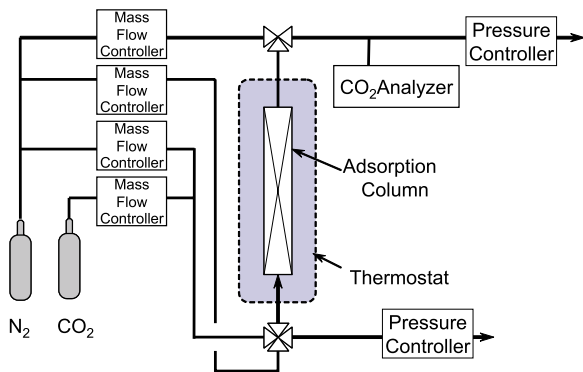 Mass
Flow
Controller
Mass
Flow
Controller
Mass
Flow
Controller
Mass
Flow
Controller
Pressure
Controller
CO₂Analyzer
Adsorption
Column
Thermostat
N₂
CO₂
Pressure
Controller